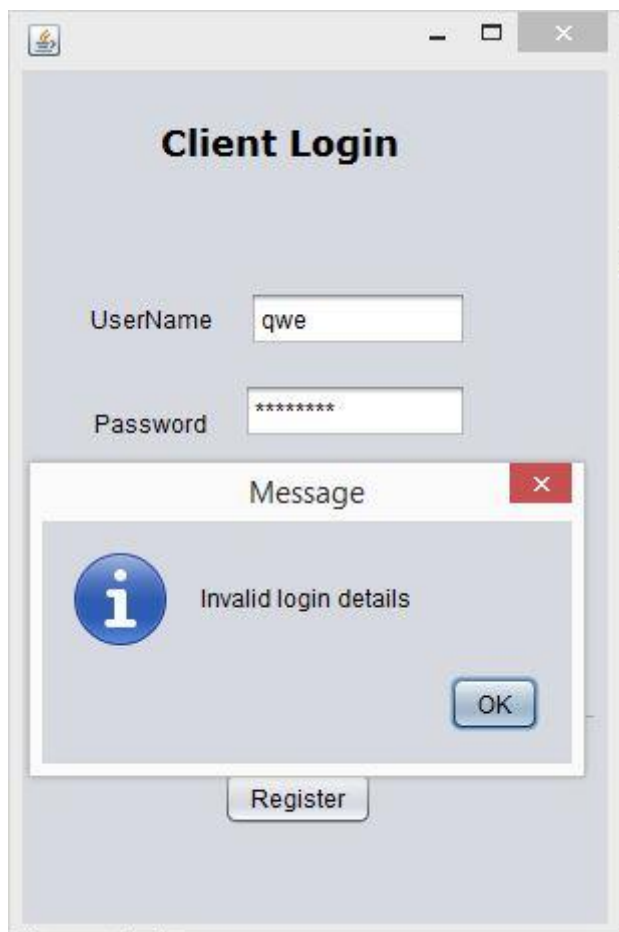 Client Login
UserName
qwe
Password
********
Message
Invalid login details
OK
Register